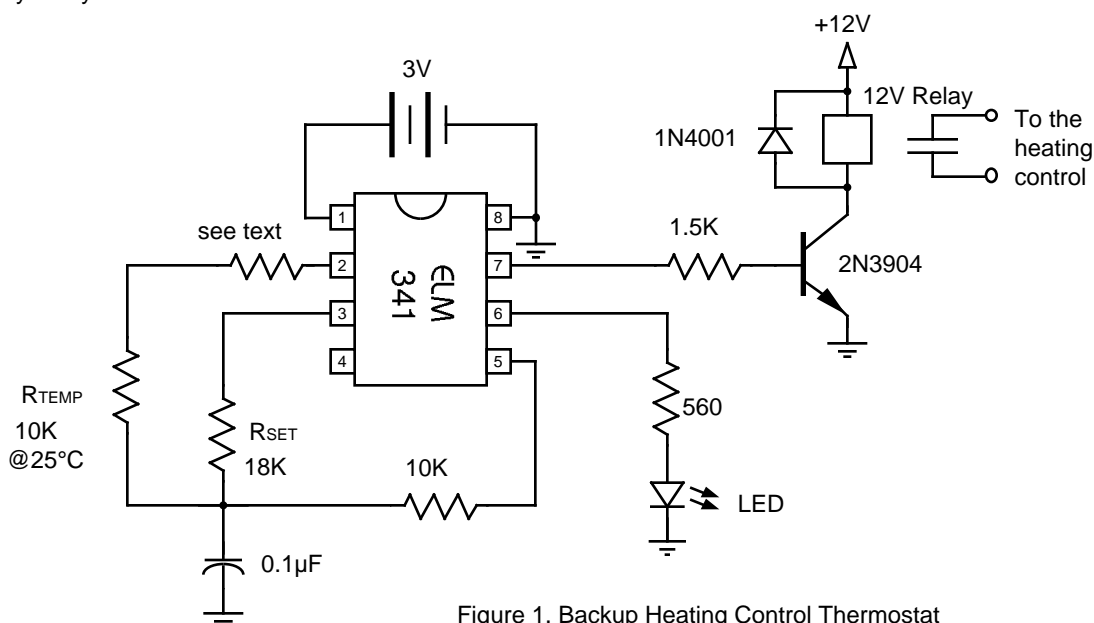 +12V
3V
12V Relay
1N4001
To the
heating
control
1
8
see text
1.5K
2
7
2N3904
ELM
341
3
6
4
5
RTEMP
10K
@25°C
RSET
18K
10K
560
LED
0.1µF
Figure 1. Backup Heating Control Thermostat